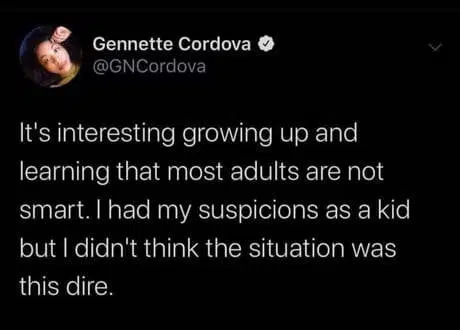 Gennette Cordova
@GNCordova
It's interesting growing up and
learning that most adults are not
smart. I had my suspicions as a kid
but I didn't think the situation was
this dire.